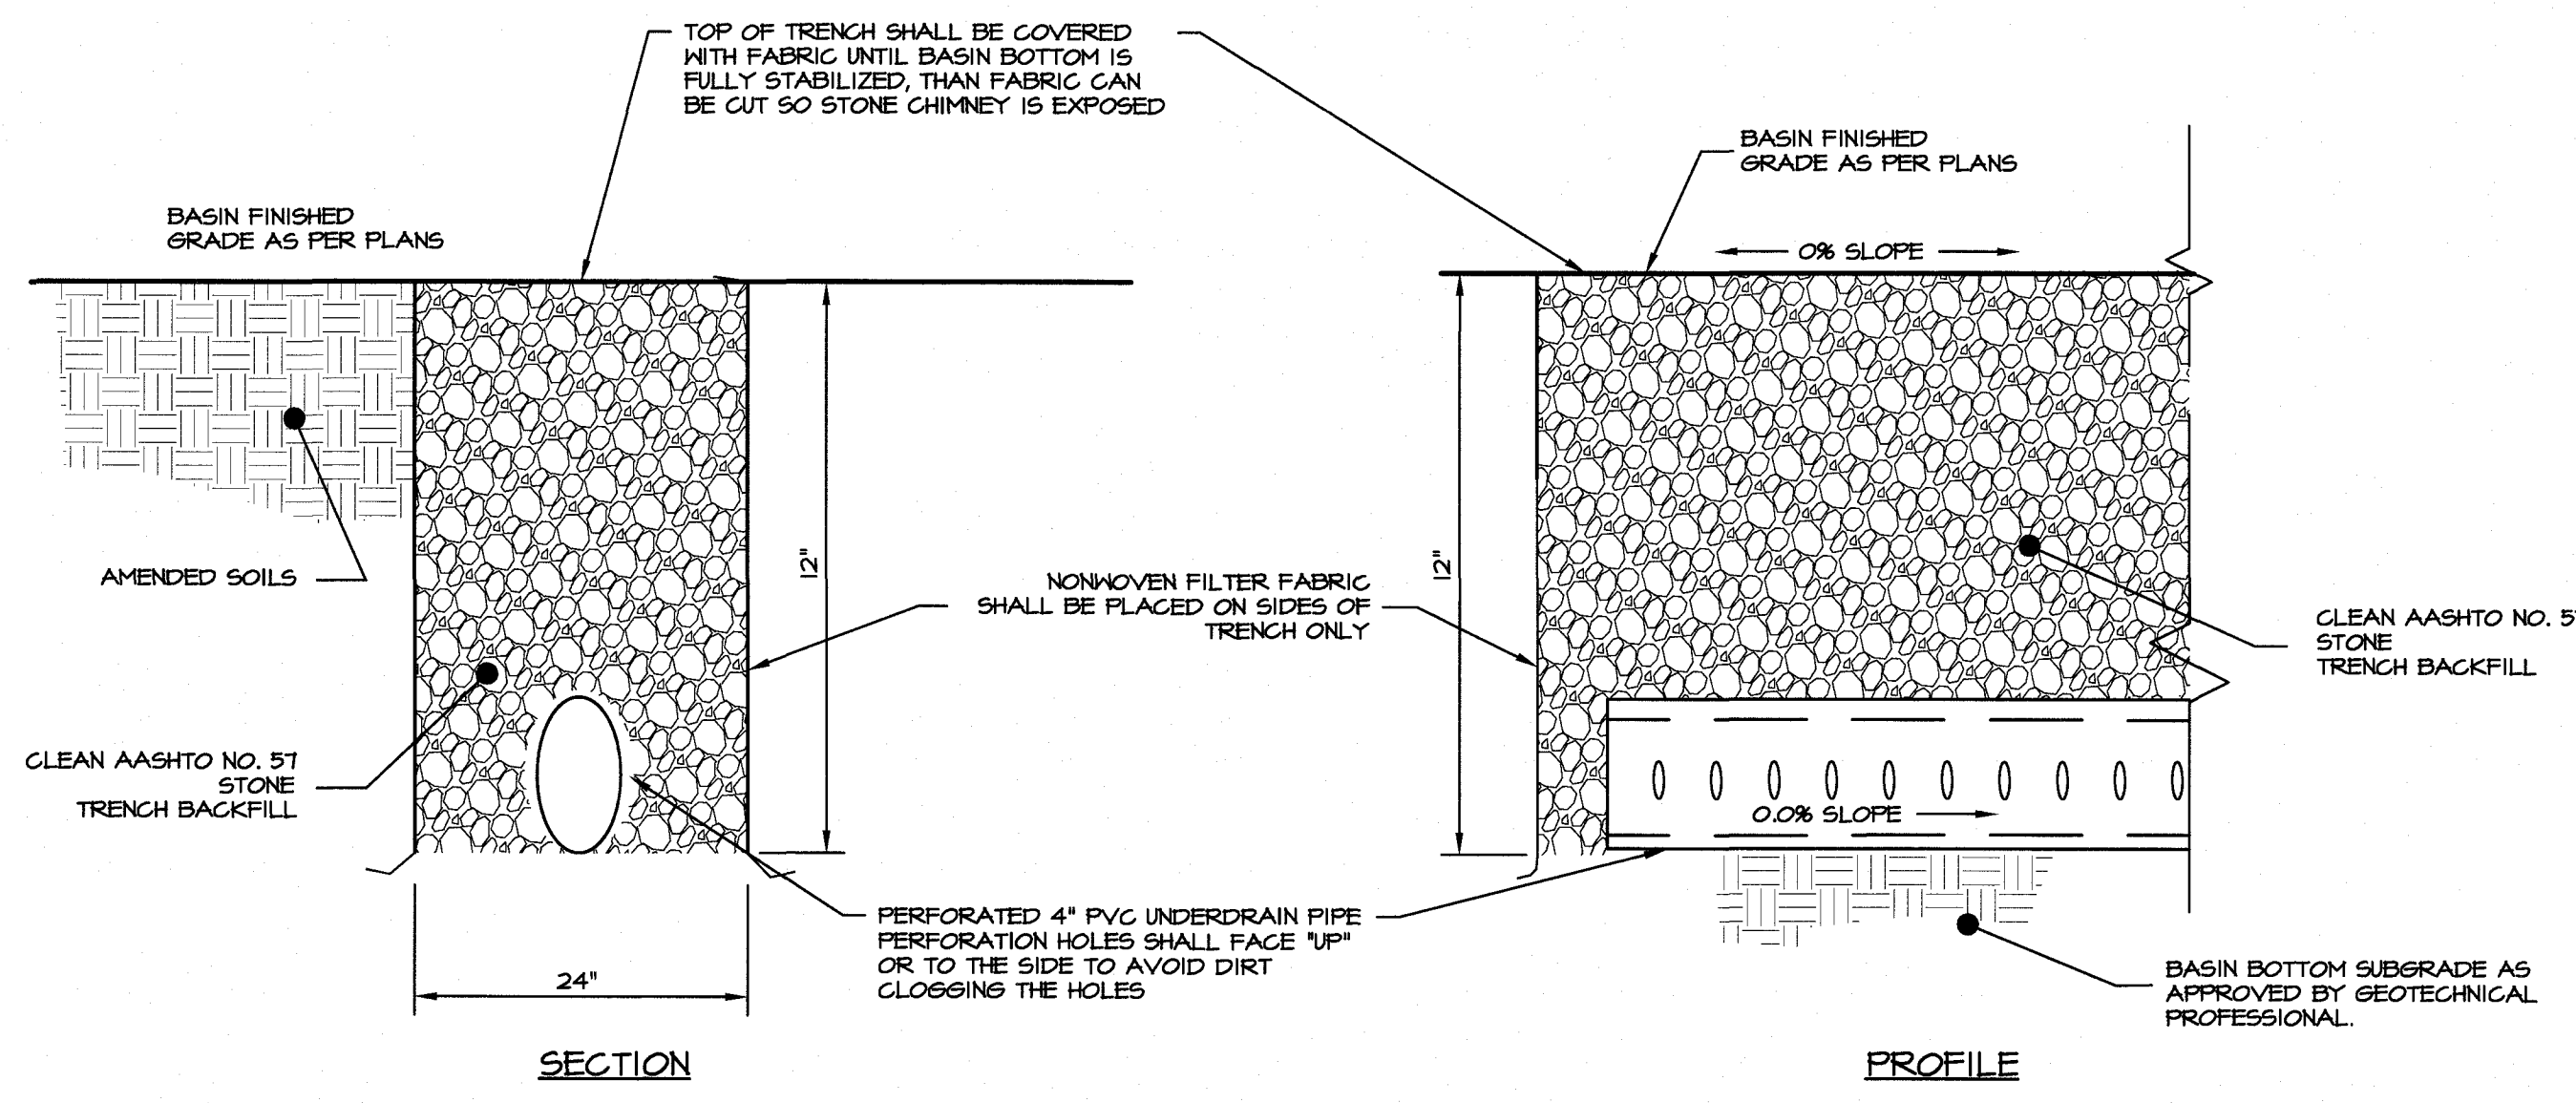 TOP OF TRENCH SHALL BE COVERED
WITH FABRIC UNTIL BASIN BOTTOM IS
FULLY STABILIZED, THAN FABRIC CAN
BE CUT SO STONE CHIMNEY IS EXPOSED
BASIN FINISHED
GRADE AS PER PLANS
AMENDED SOILS
CLEAN AASHTO NO. 57
STONE
TRENCH BACKFILL
12"
24"
NONWOVEN FILTER FABRIC
SHALL BE PLACED ON SIDES OF
TRENCH ONLY
PERFORATED 4" PVC UNDERDRAIN PIPE
PERFORATION HOLES SHALL FACE "UP"
OR TO THE SIDE TO AVOID DIRT
CLOGGING THE HOLES
SECTION
BASIN FINISHED
GRADE AS PER PLANS
0% SLOPE
12"
0.0% SLOPE
CLEAN AASHTO NO. 5
STONE
TRENCH BACKFILL
BASIN BOTTOM SUBGRADE AS
APPROVED BY GEOTECHNICAL
PROFESSIONAL.
PROFILE